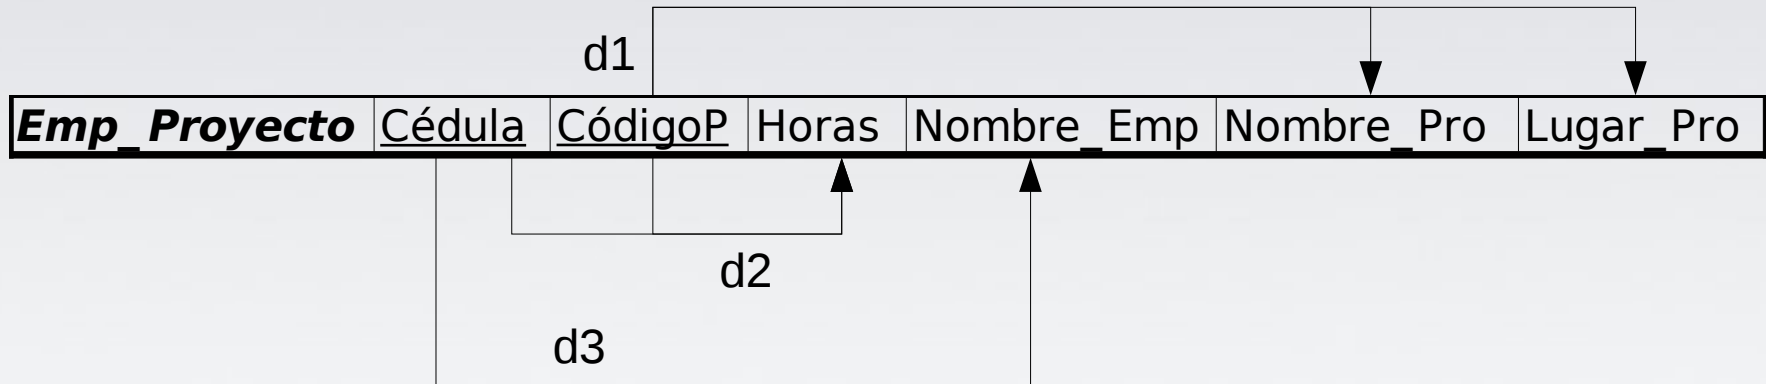 d1
Emp_Proyecto Cédula CódigoP Horas Nombre_Emp Nombre_Pro Lugar_Pro
d2
d3